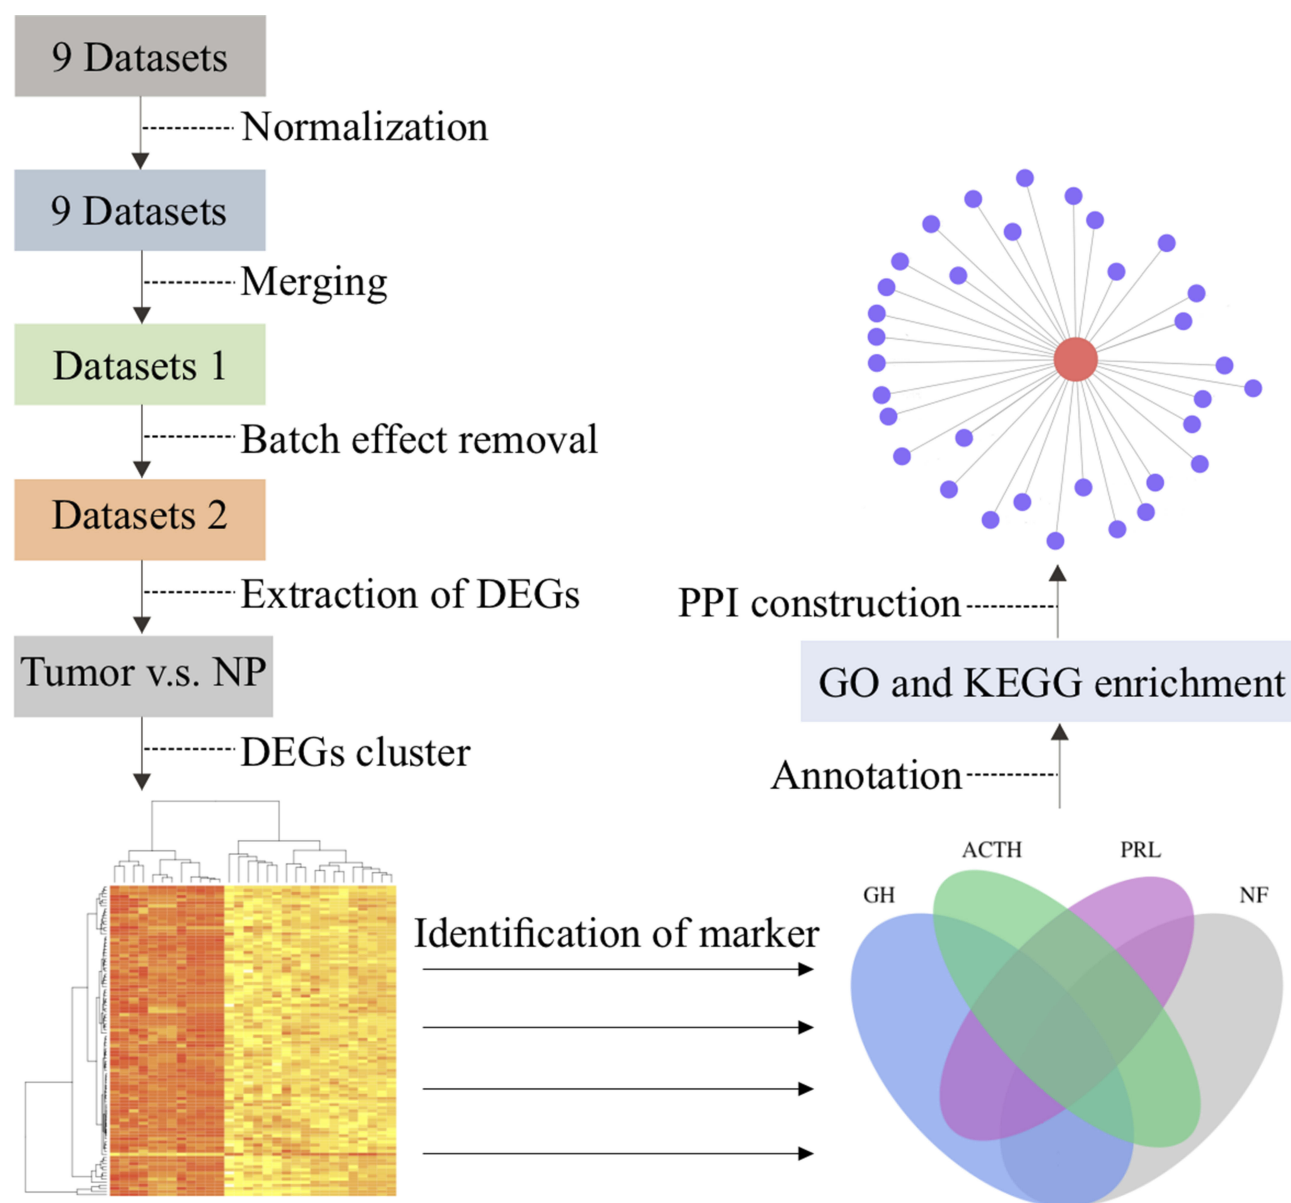 9 Datasets
Normalization
9 Datasets
Merging
Datasets 1
Batch effect removal
Datasets 2
Extraction of DEGs
Tumor v.s. NP
DEGs cluster
Identification of marker
GH
ACTH
PRL
NF
Annotation
GO and KEGG enrichment
PPI construction